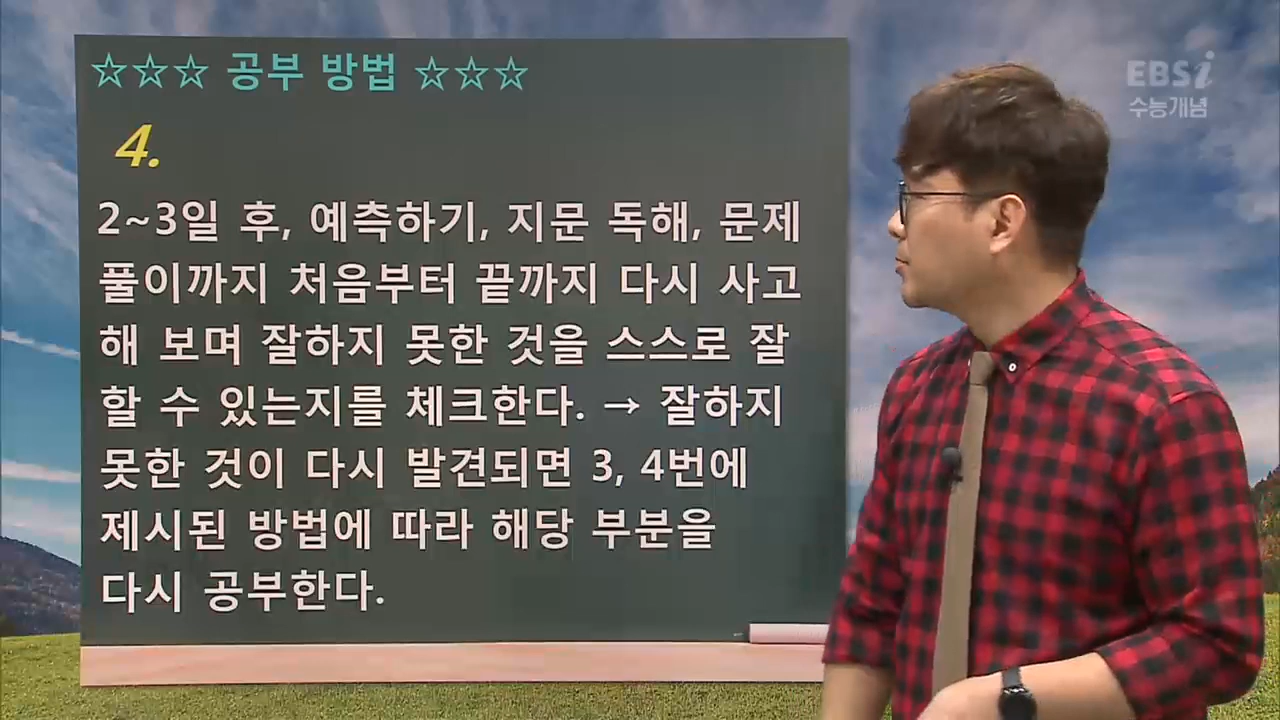 ☆☆☆ 공부 방법 ☆☆☆
EBSi
수능개념
4.
2~3일 후, 예측하기, 지문 독해, 문제
풀이까지 처음부터 끝까지 다시 사고
해 보며 잘하지 못한 것을 스스로 잘
할 수 있는지를 체크한다. → 잘하지
못한 것이 다시 발견되면 3, 4번에
제시된 방법에 따라 해당 부분을
다시 공부한다.